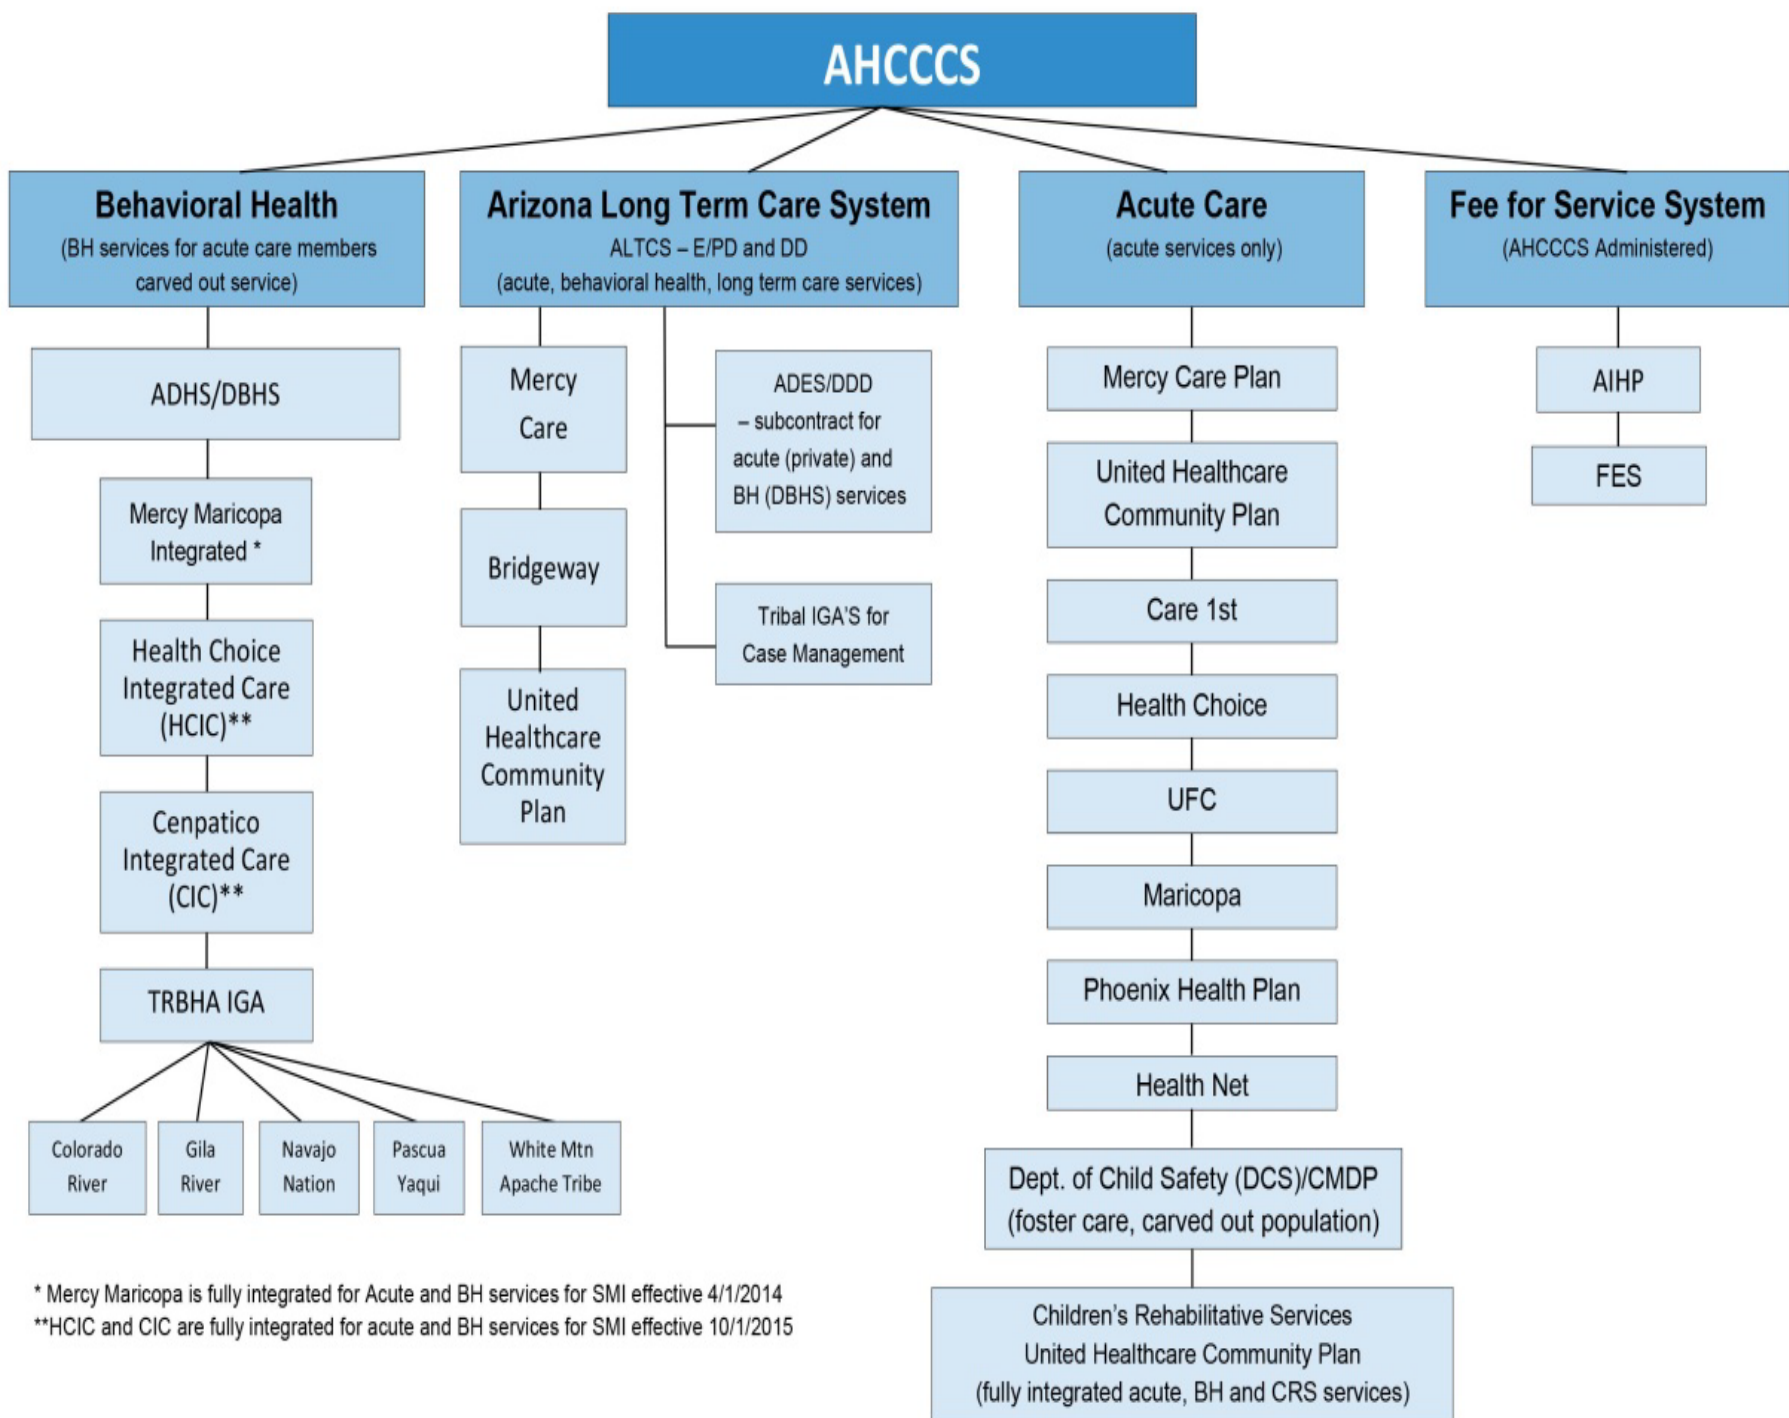 AHCCCS
Behavioral Health
(BH services for acute care members
carved out service)
ADHS/DBHS
Mercy Maricopa
Integrated *
Health Choice
Integrated Care
(HCIC)**
Cenpatico
Integrated Care
(CIC)**
TRBHA IGA
Colorado
River
Gila
River
Navajo
Nation
Pascua
Yaqui
White Mtn
Apache Tribe
Arizona Long Term Care System
ALTCS – E/PD and DD
(acute, behavioral health, long term care services)
Mercy
Care
Bridgeway
United
Healthcare
Community
Plan
ADES/DDD
– subcontract for
acute (private) and
BH (DBHS) services
Tribal IGA'S for
Case Management
Acute Care
(acute services only)
Mercy Care Plan
United Healthcare
Community Plan
Care 1st
Health Choice
UFC
Maricopa
Phoenix Health Plan
Health Net
Dept. of Child Safety (DCS)/CMDP
(foster care, carved out population)
Children's Rehabilitative Services
United Healthcare Community Plan
(fully integrated acute, BH and CRS services)
Fee for Service System
(AHCCCS Administered)
AIHP
FES
* Mercy Maricopa is fully integrated for Acute and BH services for SMI effective 4/1/2014
**HCIC and CIC are fully integrated for acute and BH services for SMI effective 10/1/2015